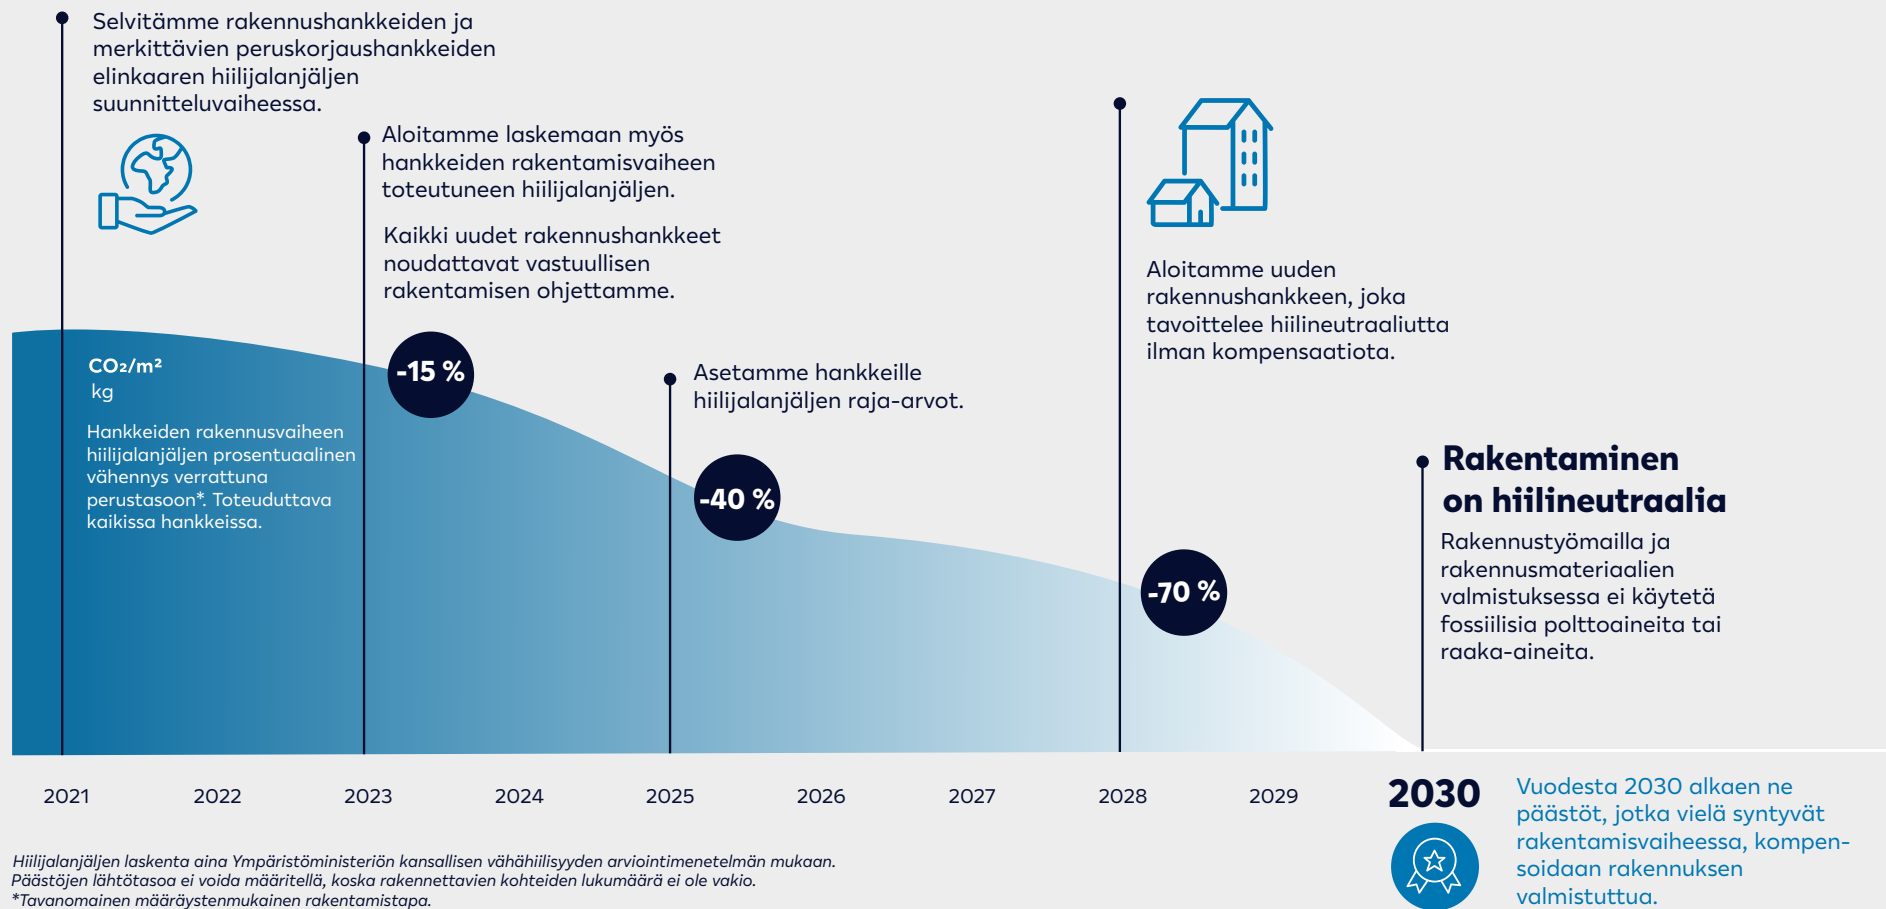 Selvitämme rakennushankkeiden ja
merkittävien peruskorjaushankkeiden
elinkaaren hiilijalanjäljen
suunnitteluvaiheessa.
Aloitamme laskemaan myös
hankkeiden rakentamisvaiheen
toteutuneen hiilijalanjäljen.
Kaikki uudet rakennushankkeet
noudattavat vastuullisen
rakentamisen ohjettamme.
Aloitamme uuden
rakennushankkeen, joka
tavoittelee hiilineutraaliutta
ilman kompensaatiota.
CO₂/m²
kg
Hankkeiden rakennusvaiheen
hiilijalanjäljen prosentuaalinen
vähennys verrattuna
perustasoon*. Toteuduttava
kaikissa hankkeissa.
-15 %
Asetamme hankkeille
hiilijalanjäljen raja-arvot.
-40 %
-70 %
Rakentaminen
on hiilineutraalia
Rakennustyömailla ja
rakennusmateriaalien
valmistuksessa ei käytetä
fossiilisia polttoaineita tai
raaka-aineita.
2021 2022 2023 2024 2025 2026 2027 2028 2029 2030
Vuodesta 2030 alkaen ne
päästöt, jotka vielä syntyvät
rakentamisvaiheessa, kompen-
soidaan rakennuksen
valmistuttua.
Hiilijalanjäljen laskenta aina Ympäristöministeriön kansallisen vähähiilisyyden arviointimenetelmän mukaan.
Päästöjen lähtötasoa ei voida määritellä, koska rakennettavien kohteiden lukumäärä ei ole vakio.
*Tavanomainen määräystenmukainen rakentamistapa.